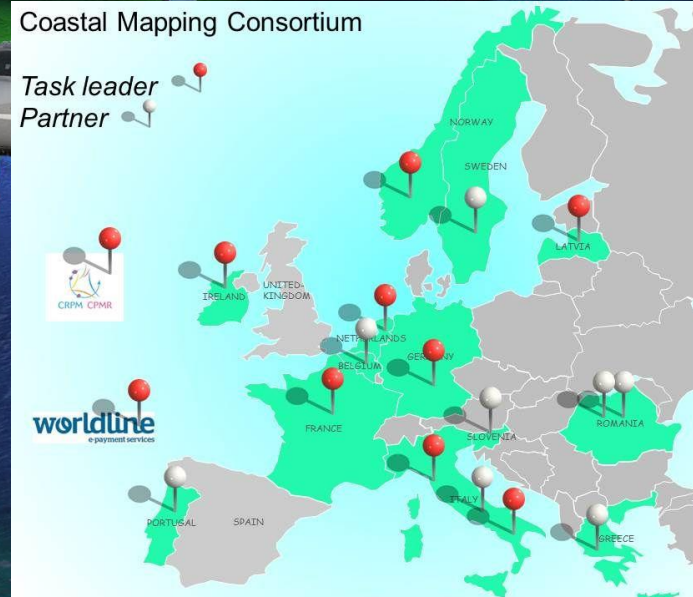 Coastal Mapping Consortium
Task leader
Partner
NORWAY
SWEDEN
LATVIA
CRPM CPMR
IRELAND
UNITED-
KINGDOM
NETHERLANDS
BELGIUM
GERMANY
worldline
e-payment services
FRANCE
SLOVENIA
ROMANIA
PORTUSAL
SPAIN
ITALY
GREECE